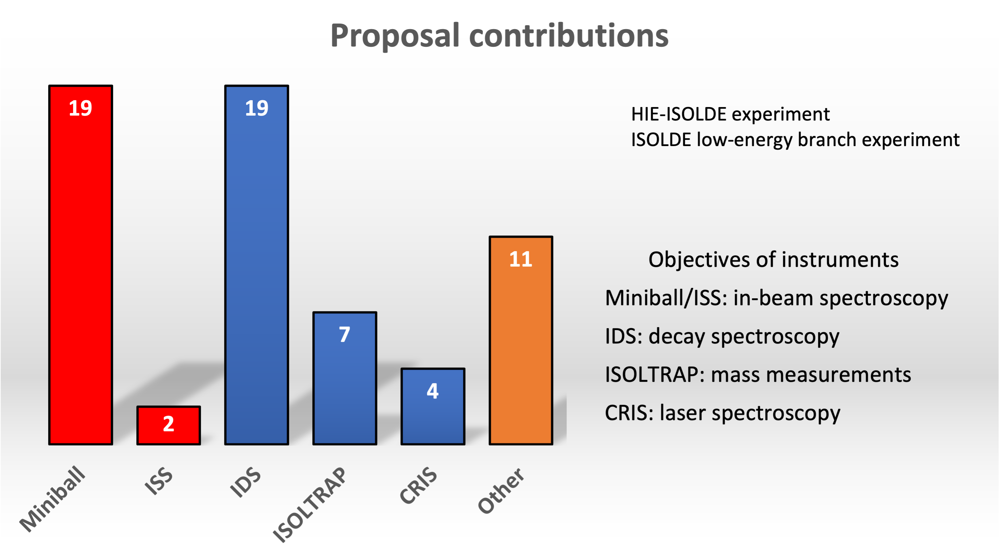 Proposal contributions
19
2
19
7
4
11
Miniball
ISS
IDS
ISOLTRAP
CRIS
Other
HIE-ISOLDE experiment
ISOLDE low-energy branch experiment
Objectives of instruments
Miniball/ISS: in-beam spectroscopy
IDS: decay spectroscopy
ISOLTRAP: mass measurements
CRIS: laser spectroscopy